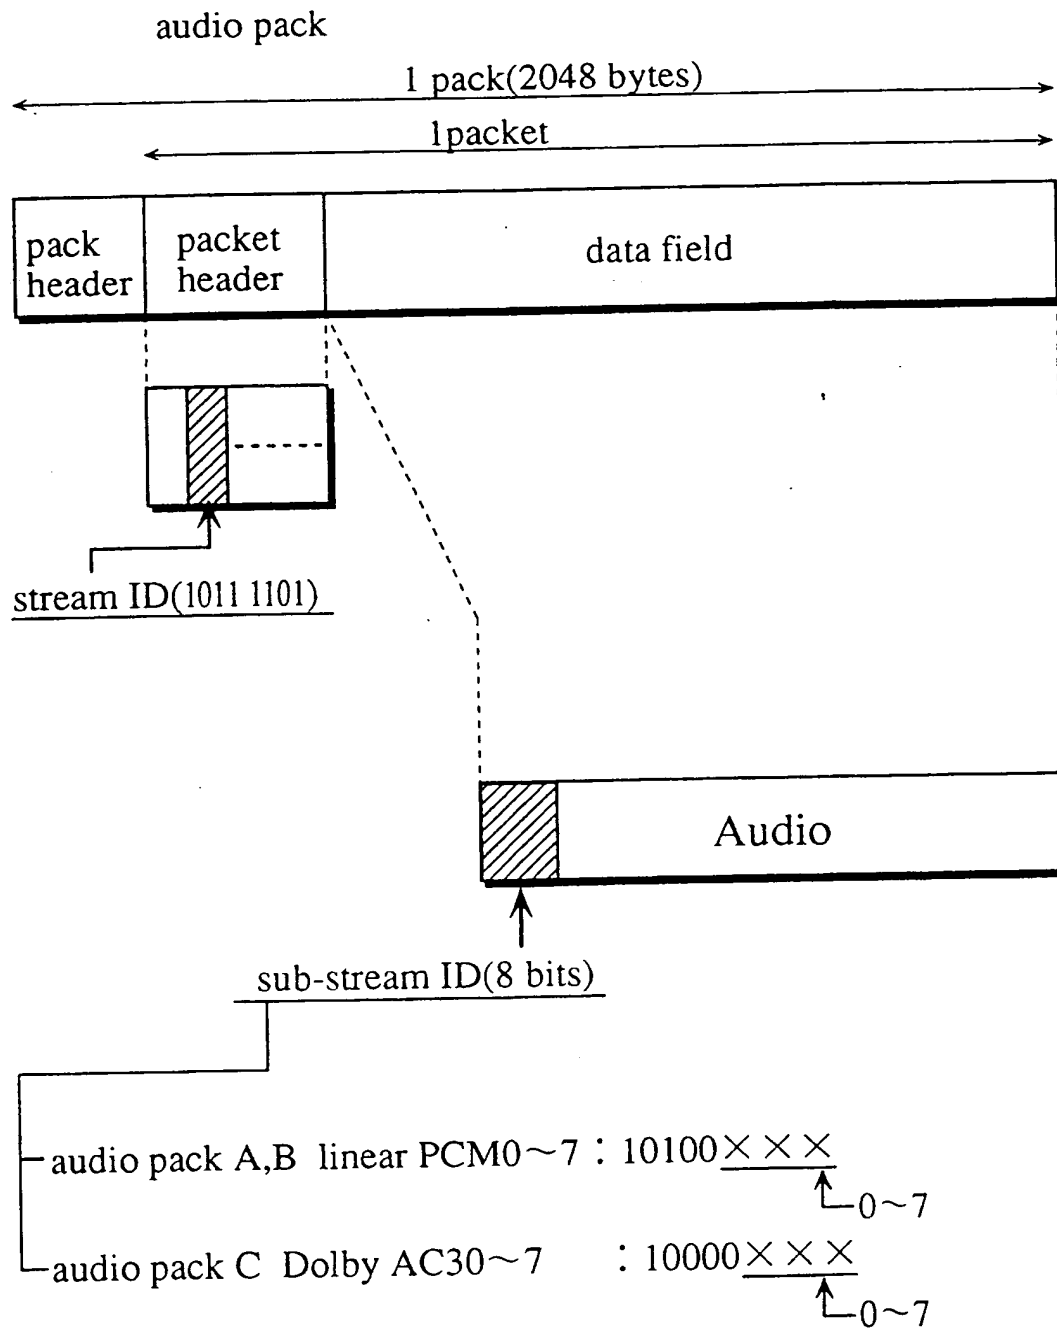 audio pack
1 pack(2048 bytes)
1packet
pack header
packet header
data field
stream ID(1011 1101)
Audio
sub-stream ID(8 bits)
audio pack A,B linear PCM0～7 : 10100×××
0～7
audio pack C Dolby AC30～7 : 10000×××
0～7